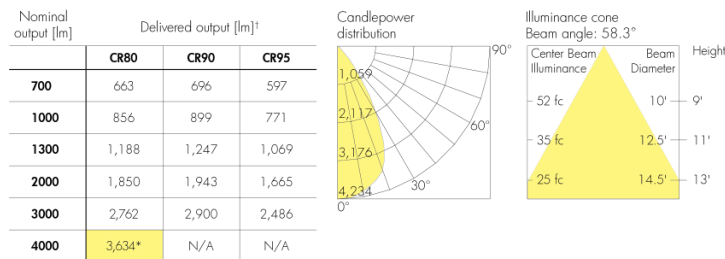 Nominal output [lm] Delivered output [lm]†
CR80 CR90 CR95
700 663 696 597
1000 856 899 771
1300 1,188 1,247 1,069
2000 1,850 1,943 1,665
3000 2,762 2,900 2,486
4000 3,634* N/A N/A
Candlepower
distribution
90°
1,059
2,117
60°
3,176
30°
4,234
0°
Illuminance cone
Beam angle: 58.3°
Center Beam Illuminance Beam Diameter Height
52 fc 10' 9'
35 fc 12.5' 11'
25 fc 14.5' 13'